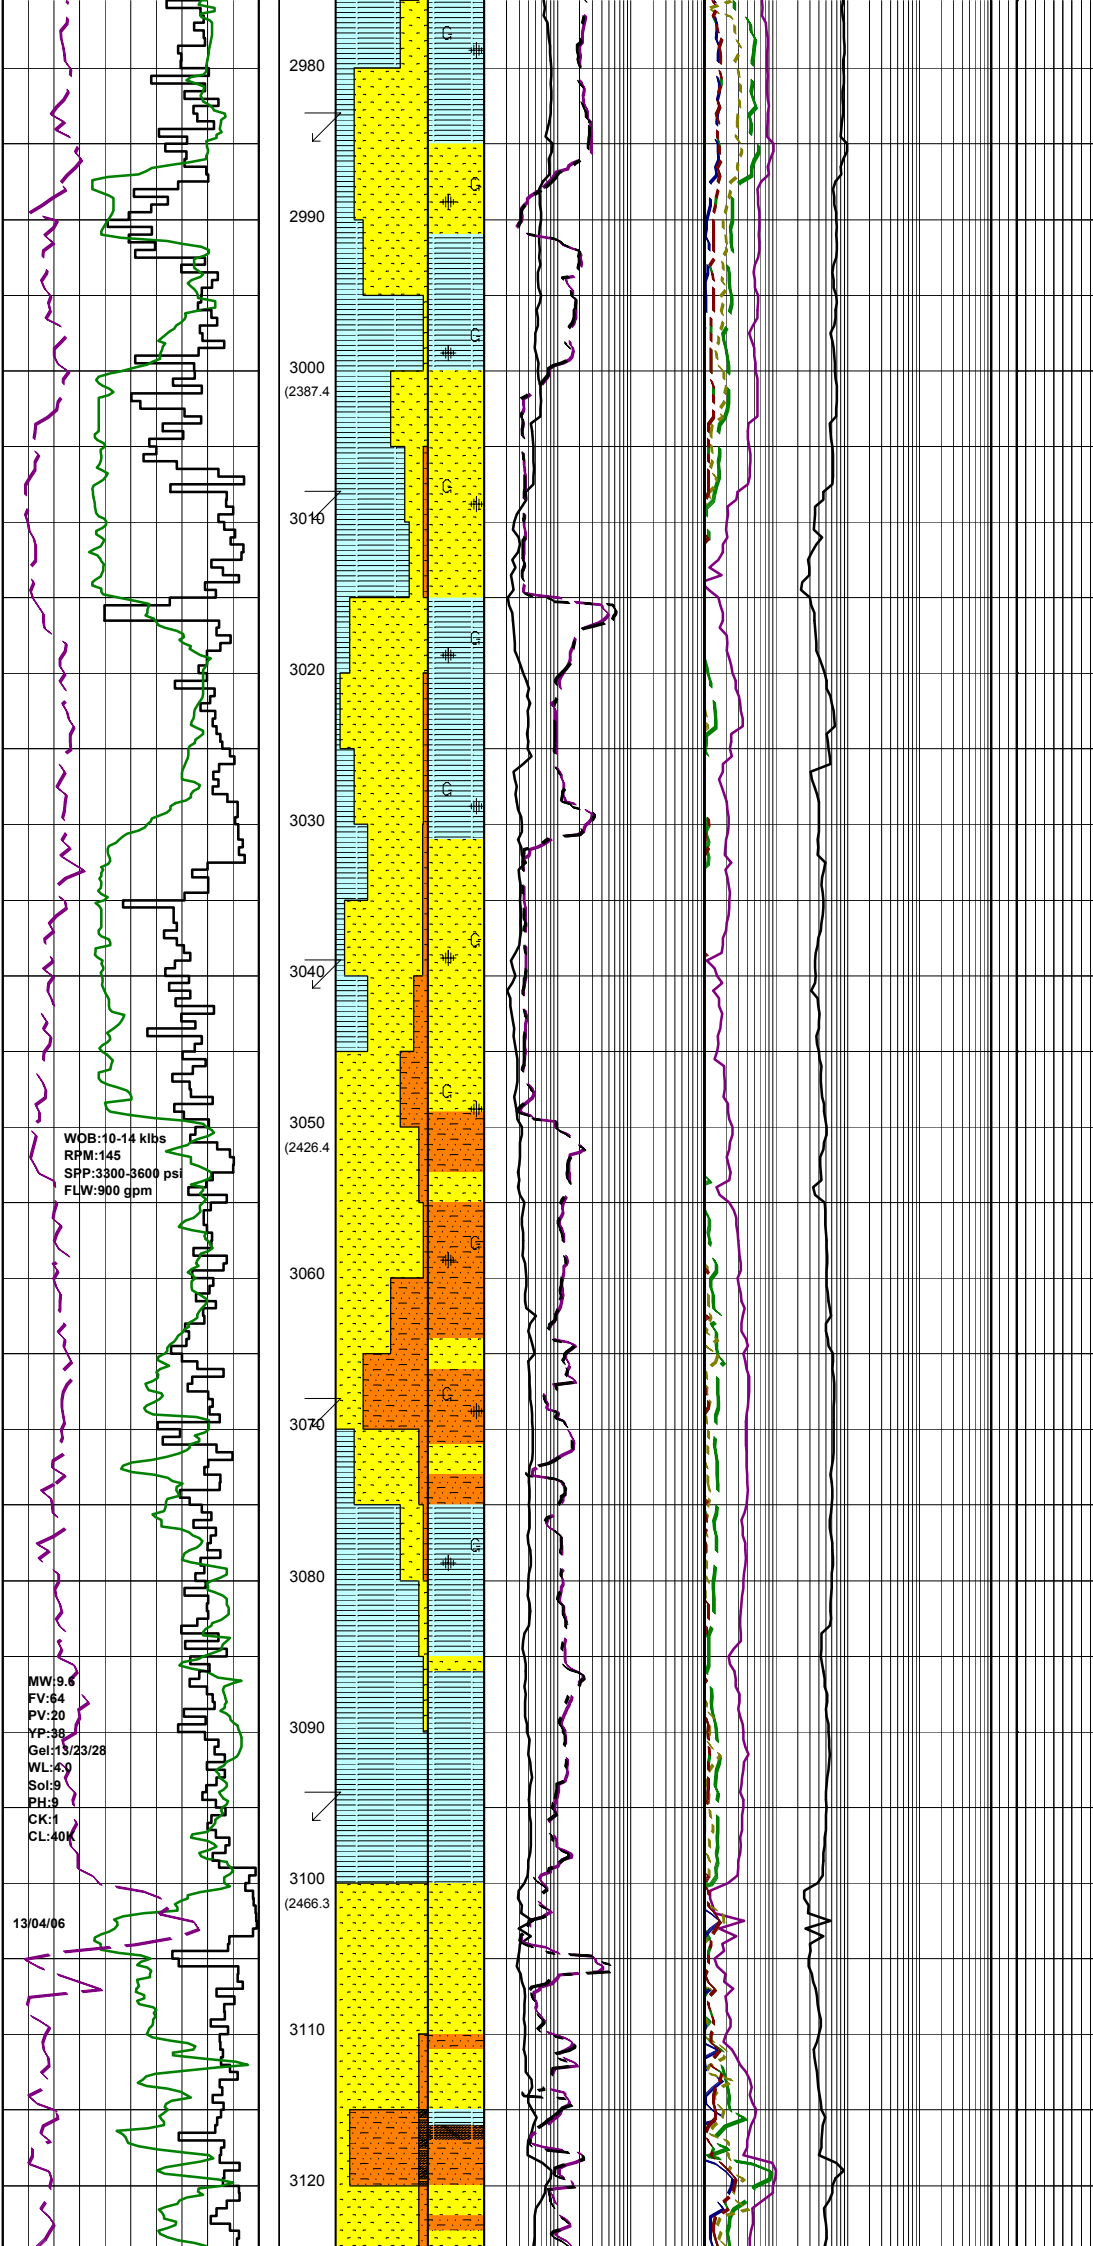 G
2980
G
2990
G
3000
(2387.4
G
3010
G
3020
G
3030
G
3040
G
3050
(2426.4
WOB:10-14 klbs
RPM:145
SPP:3300-3600 psi
FLW:900 gpm
G
3060
G
3070
G
3080
MW:9.6
FV:64
PV:20
3090
YP:38
Gel:13/23/28
WL:4.0
Sol:9
PH:9
CK:1
CL:40K
3100
(2466.3
13/04/06
3110
3120